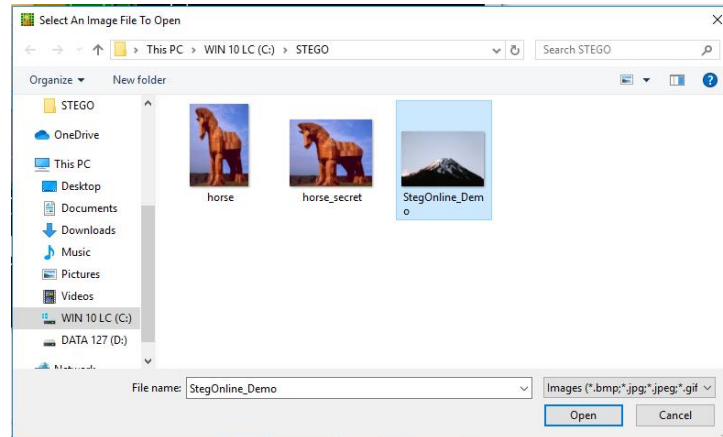 Select An Image File To Open
This PC > WIN 10 LC (C:) > STEGO
Search STEGO
Organize
New folder
STEGO
OneDrive
This PC
Desktop
Documents
Downloads
Music
Pictures
Videos
WIN 10 LC (C:)
DATA 127 (D:)
horse
horse_secret
StegOnline_Dem
o
File name: StegOnline_Demo
Images (*.bmp;*.jpg;*.jpeg;*.gif
Open
Cancel